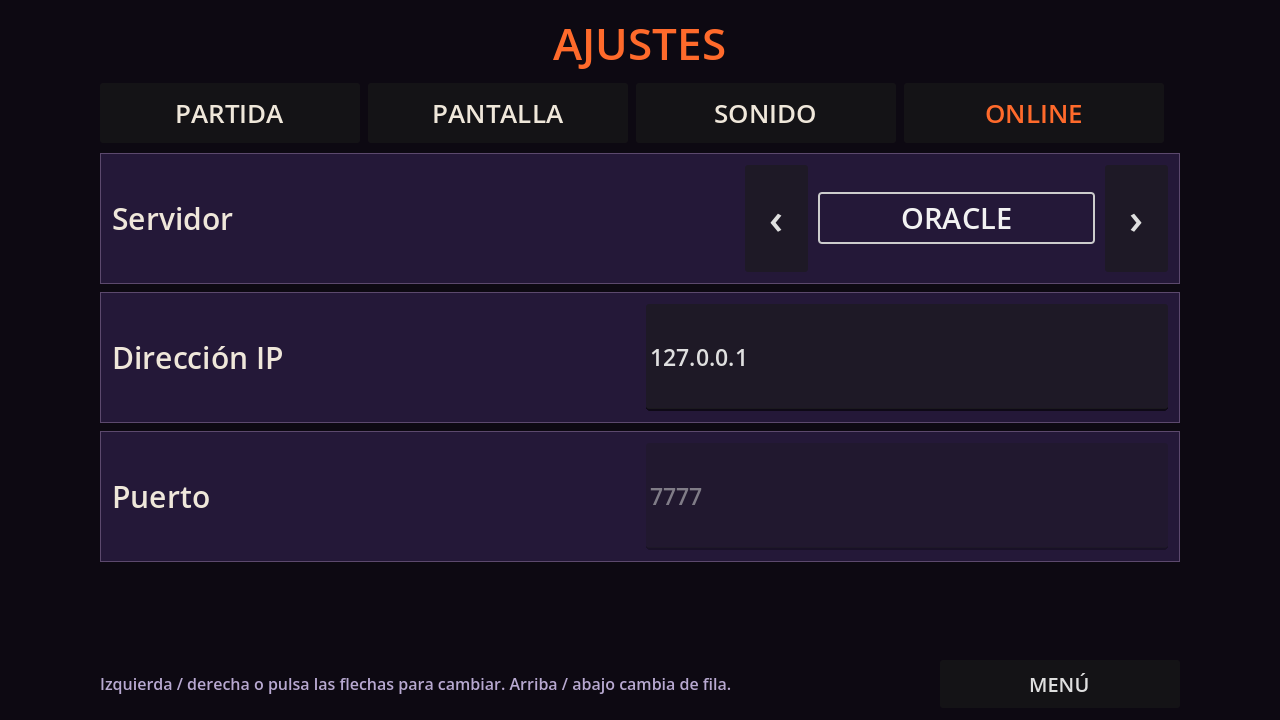 AJUSTES
PARTIDA
PANTALLA
SONIDO
ONLINE
Servidor
‹
ORACLE
›
Dirección IP
127.0.0.1
Puerto
7777
Izquierda / derecha o pulsa las flechas para cambiar. Arriba / abajo cambia de fila.
MENÚ